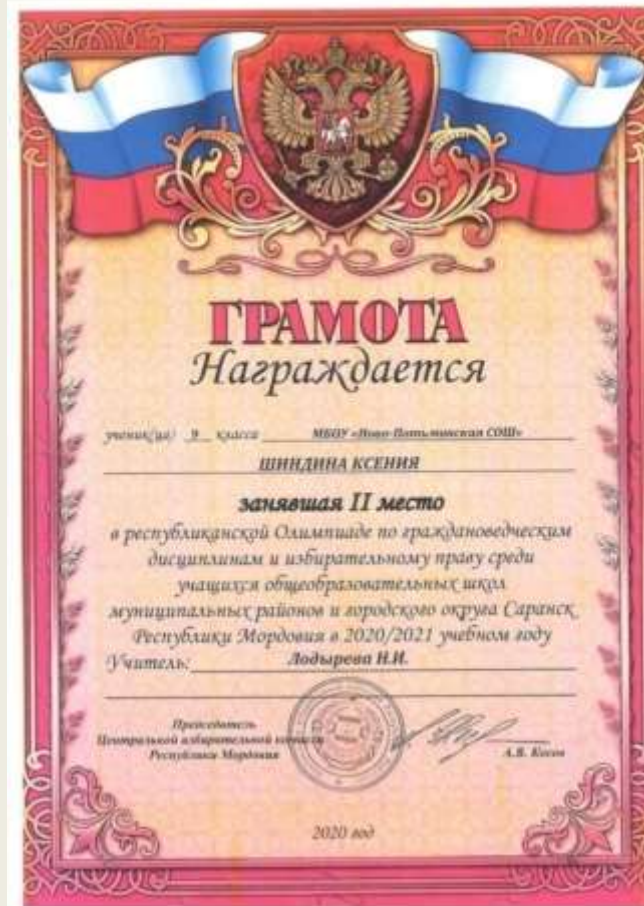 ГРАМОТА
Награждается
ученик(ца) 9 класса МБОУ «Ново-Потьминская СОШ»
ШИНДИНА КСЕНИЯ
занявшая II место
в республиканской Олимпиаде по граждановедческим
дисциплинам и избирательному праву среди
учащихся общеобразовательных школ
муниципальных районов и городского округа Саранск
Республики Мордовия в 2020/2021 учебном году
Учитель: Лодырева Н.И.
Председатель
Центральной избирательной комиссии
Республики Мордовия
А.В. Косов
2020 год